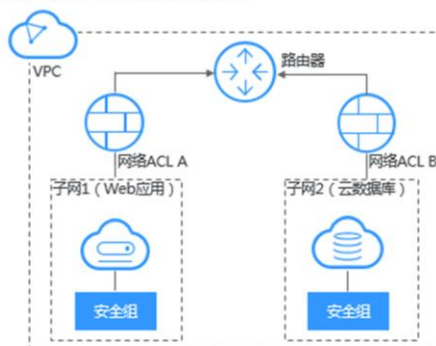 VPC
路由器
网络ACL A
网络ACL B
子网1（Web应用）
子网2（云数据库）
安全组
安全组